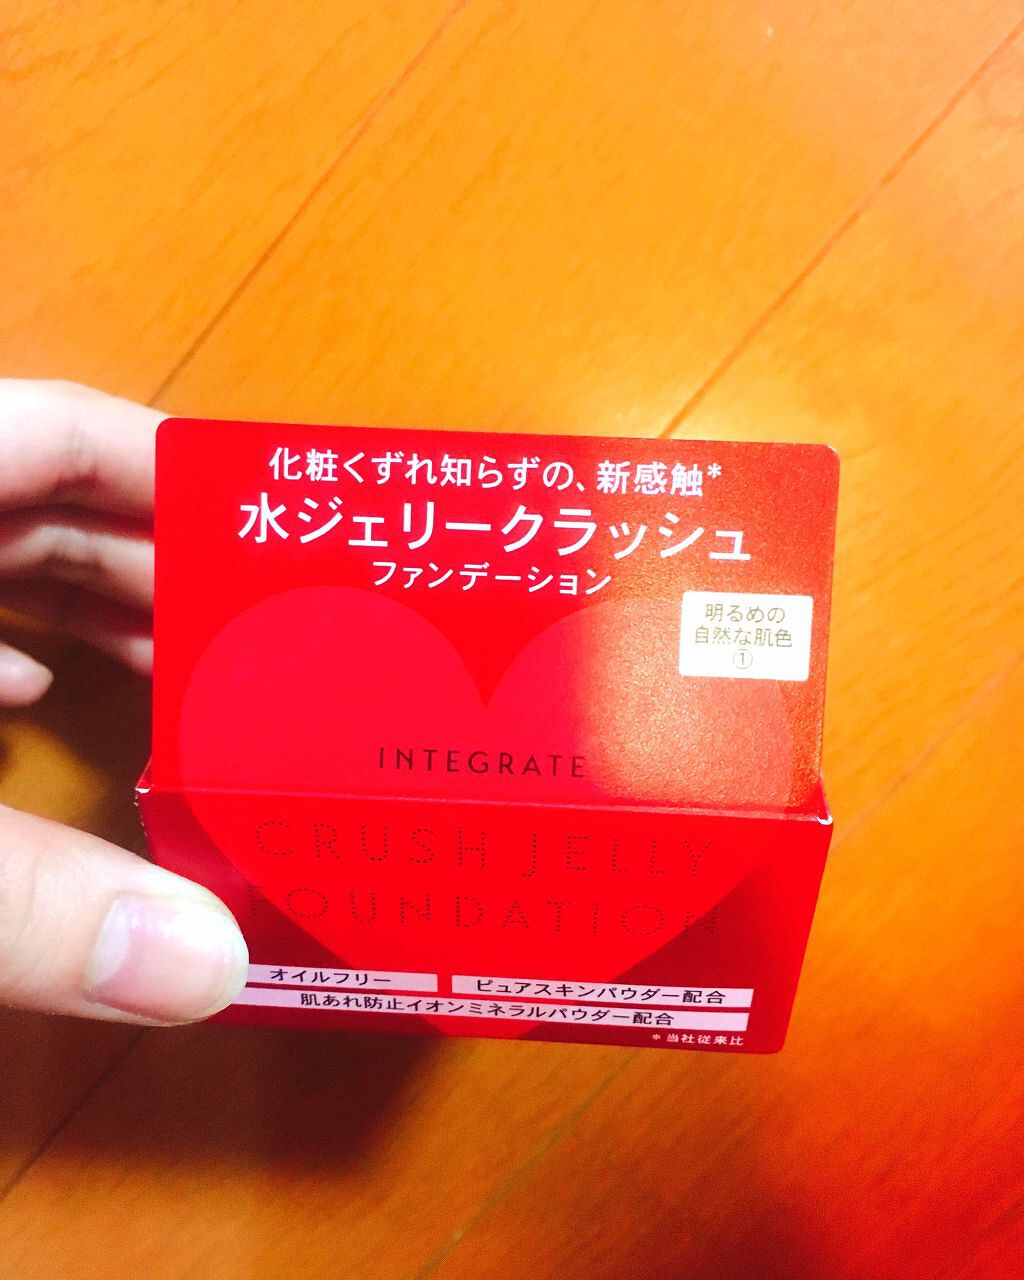 化粧くずれ知らずの、新感触*
水ジェリークラッシュ
ファンデーション
明るめの
自然な肌色
①
INTEGRATE
CRUSH JELLY
FOUNDATION
オイルフリー
ピュアスキンパウダー配合
肌あれ防止イオンミネラルパウダー配合
*当社従来比